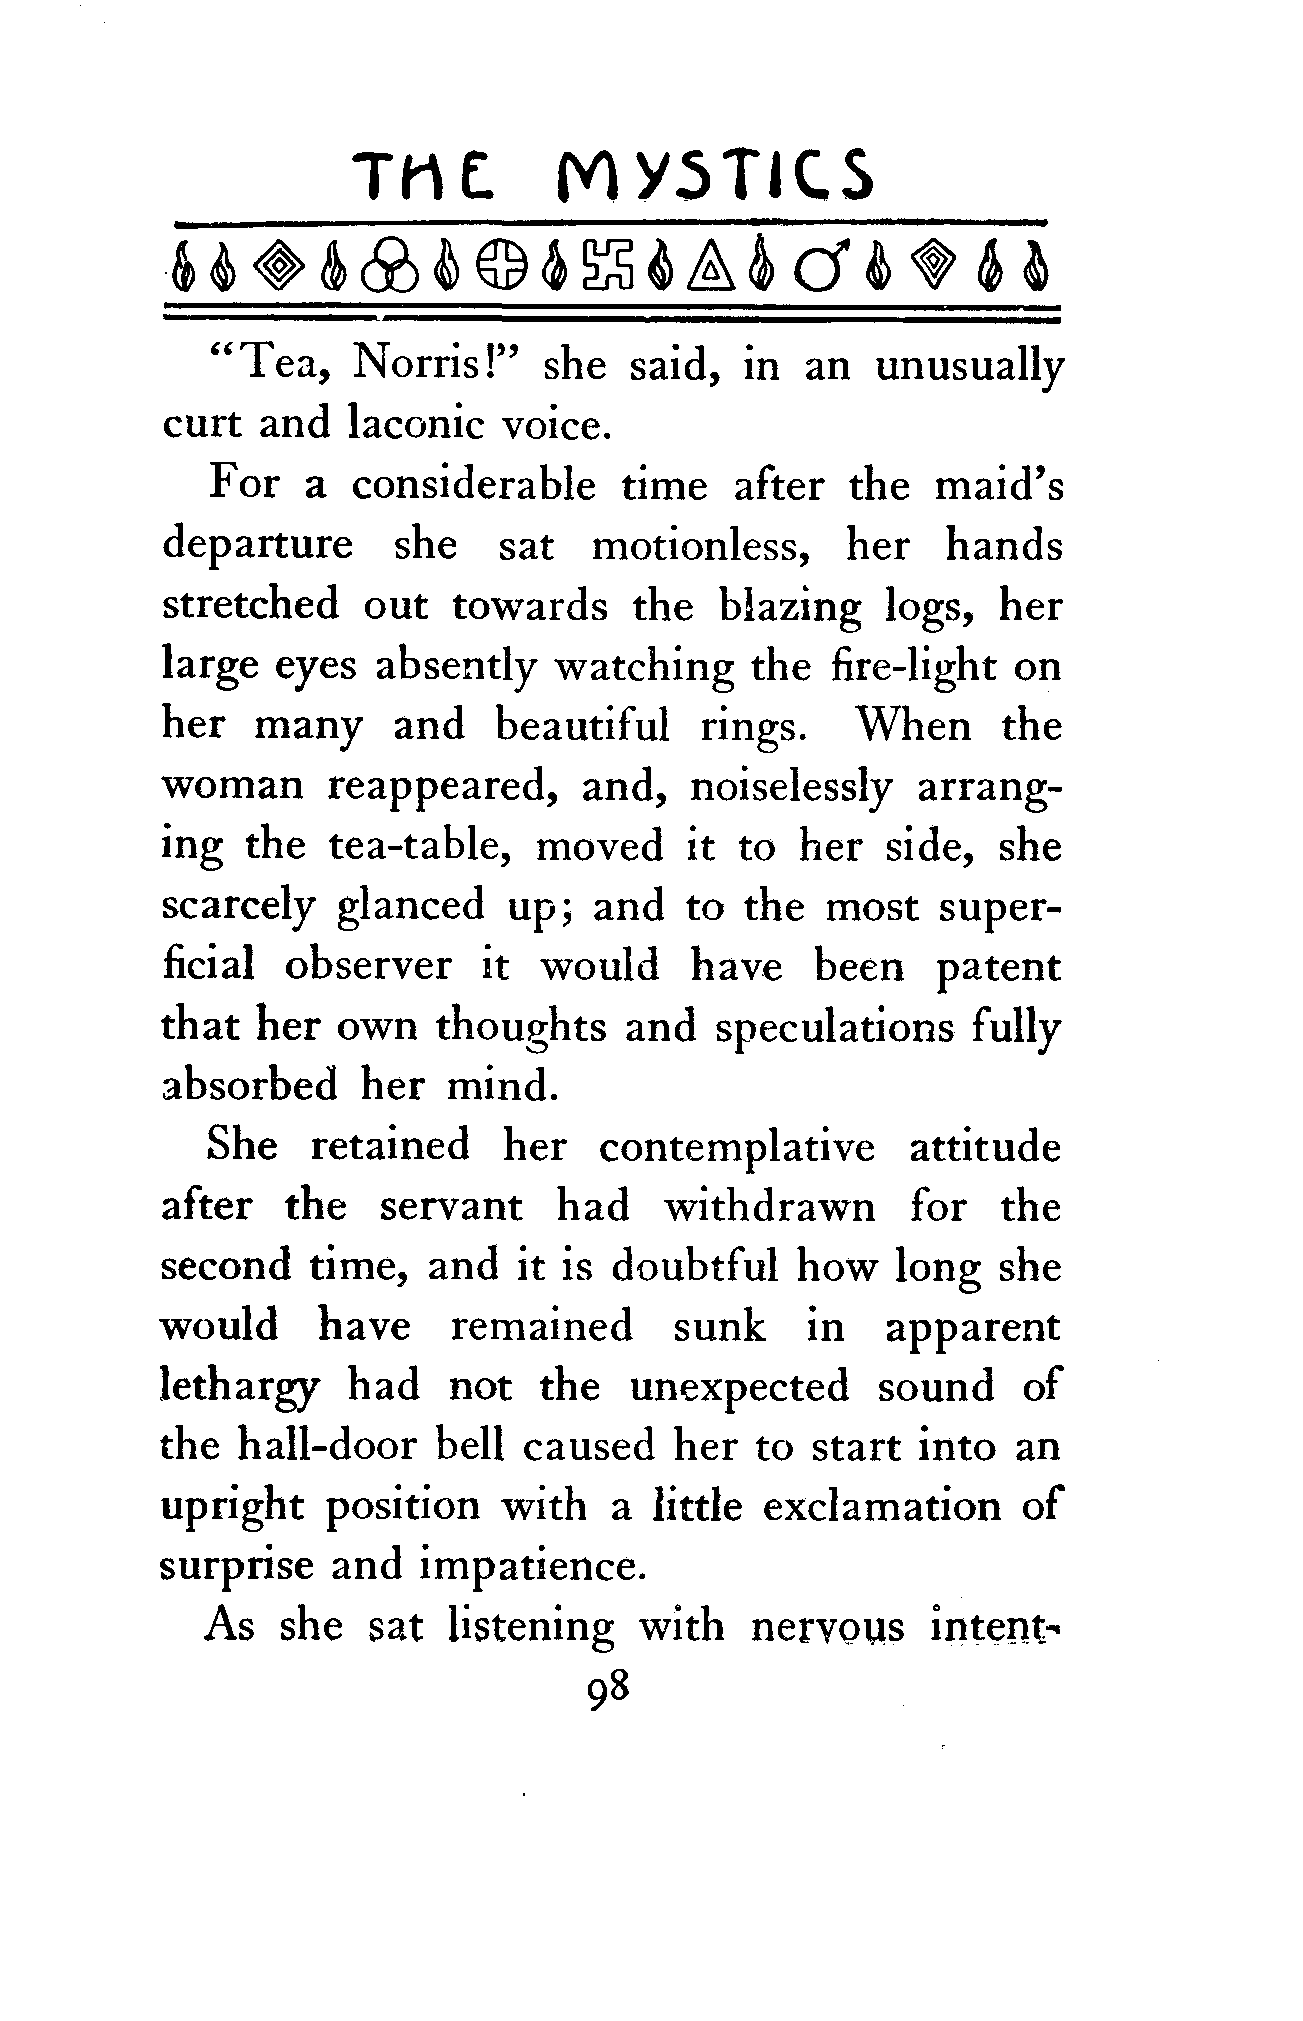 THE MYSTICS
"Tea, Norris!" she said, in an unusually
curt and laconic voice.
For a considerable time after the maid's
departure she sat motionless, her hands
stretched out towards the blazing logs, her
large eyes absently watching the fire-light on
her many and beautiful rings. When the
woman reappeared, and, noiselessly arrang-
ing the tea-table, moved it to her side, she
scarcely glanced up; and to the most super-
ficial observer it would have been patent
that her own thoughts and speculations fully
absorbed her mind.
She retained her contemplative attitude
after the servant had withdrawn for the
second time, and it is doubtful how long she
would have remained sunk in apparent
lethargy had not the unexpected sound of
the hall-door bell caused her to start into an
upright position with a little exclamation of
surprise and impatience.
As she sat listening with nervous intent-
98